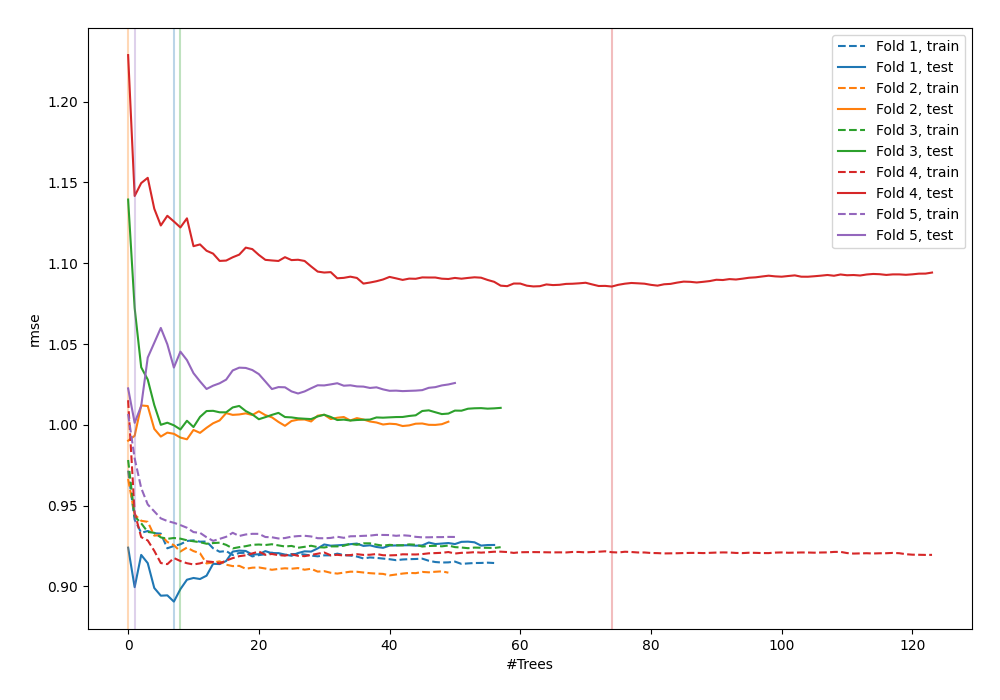 Fold 1, train
Fold 1, test
Fold 2, train
Fold 2, test
Fold 3, train
Fold 3, test
Fold 4, train
Fold 4, test
Fold 5, train
Fold 5, test
1.20
1.15
1.10
1.05
1.00
0.95
0.90
rmse
0 20 40 60 80 100 120
#Trees